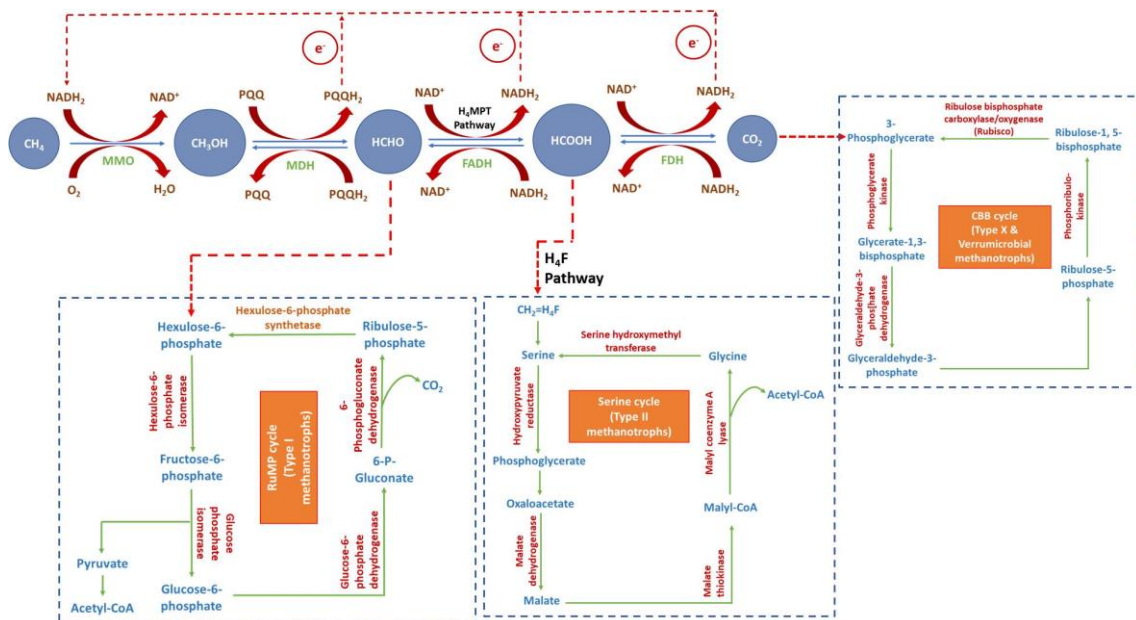 e-
e-
e-
NADH2
NAD+
PQQ
PQQH2
NAD+
H4MPT
Pathway
NADH2
NAD+
NADH2
CH4
MMO
CH3OH
MDH
HCHO
FADH
HCOOH
FDH
CO2
O2
H2O
PQQ
PQQH2
NAD+
NADH2
NAD+
NADH2
H4F
Pathway
3-
Phosphoglycerate
Ribulose bisphosphate
carboxylase/oxygenase
(Rubisco)
Ribulose-1, 5-
bisphosphate
Phosphoglycerate
kinase
CBB cycle
(Type X &
Verrumicrobial
methanotrophs)
Phosphoribulo-
kinase
Glycerate-1,3-
bisphosphate
Glyceraldehyde-3-
phos[hate
dehydrogenase
Ribulose-5-
phosphate
Glyceraldehyde-3-
phosphate
Hexulose-6-
phosphate
Hexulose-6-phosphate
synthetase
Ribulose-5-
phosphate
Hexulose-6-
phosphate
isomerase
RuMP cycle
(Type I
methanotrophs)
6-
Phosphogluconate
dehydrogenase
CO2
Fructose-6-
phosphate
6-P-
Gluconate
Glucose
phosphate
isomerase
Glucose-6-
phosphate
dehydrogenase
Pyruvate
Acetyl-CoA
Glucose-6-
phosphate
CH2=H4F
Serine
Serine hydroxymethyl
transferase
Glycine
Hydroxypyruvate
reductase
Serine cycle
(Type II
methanotrophs)
Malyl coenzyme A
lyase
Acetyl-CoA
Phosphoglycerate
Oxaloacetate
Malyl-CoA
Malate
dehydrogenase
Malate
thiokinase
Malate